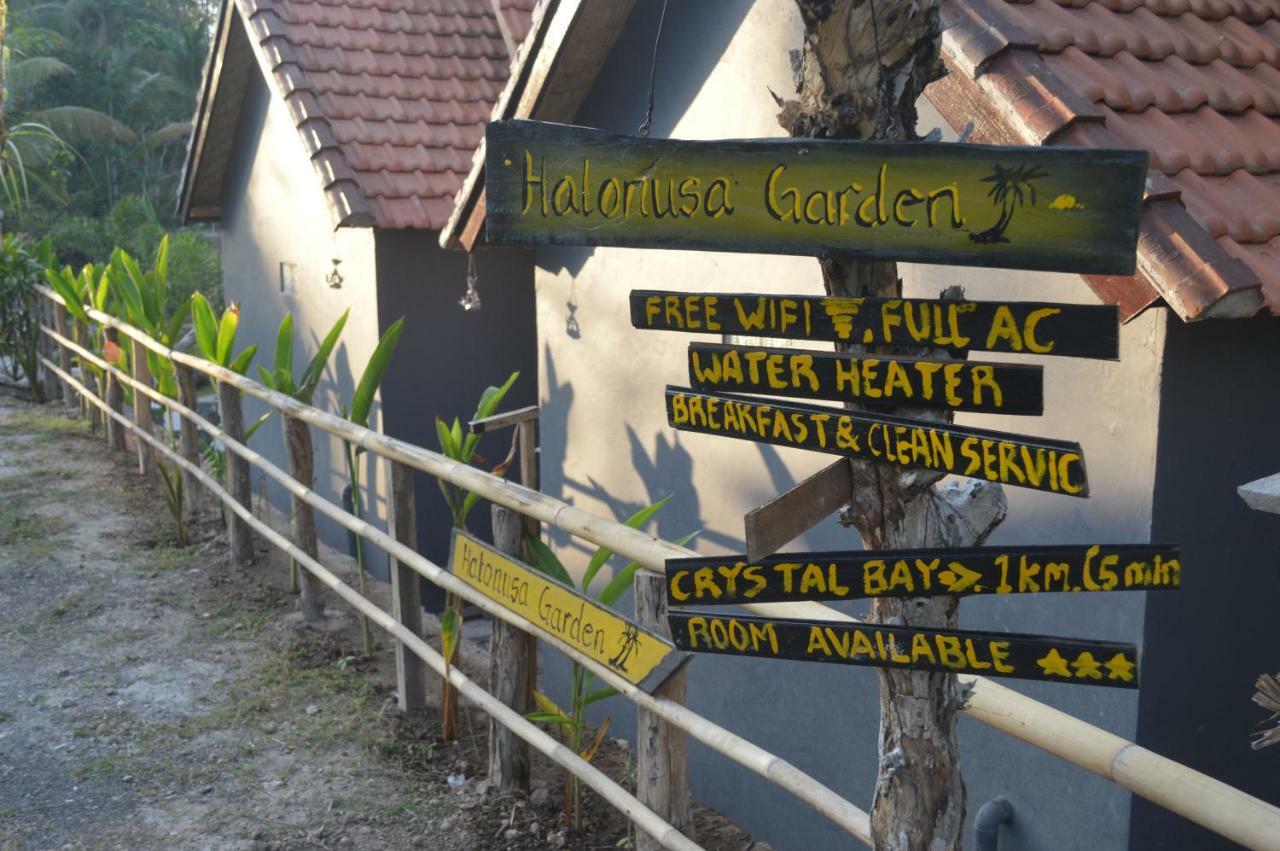 Halonusa Garden
FREE WIFI, FULL AC
WATER HEATER
BREAKFAST & CLEAN SERVIC
CRYSTAL BAY → 1KM. (5 min)
ROOM AVAILABLE ★★★
Halonusa Garden